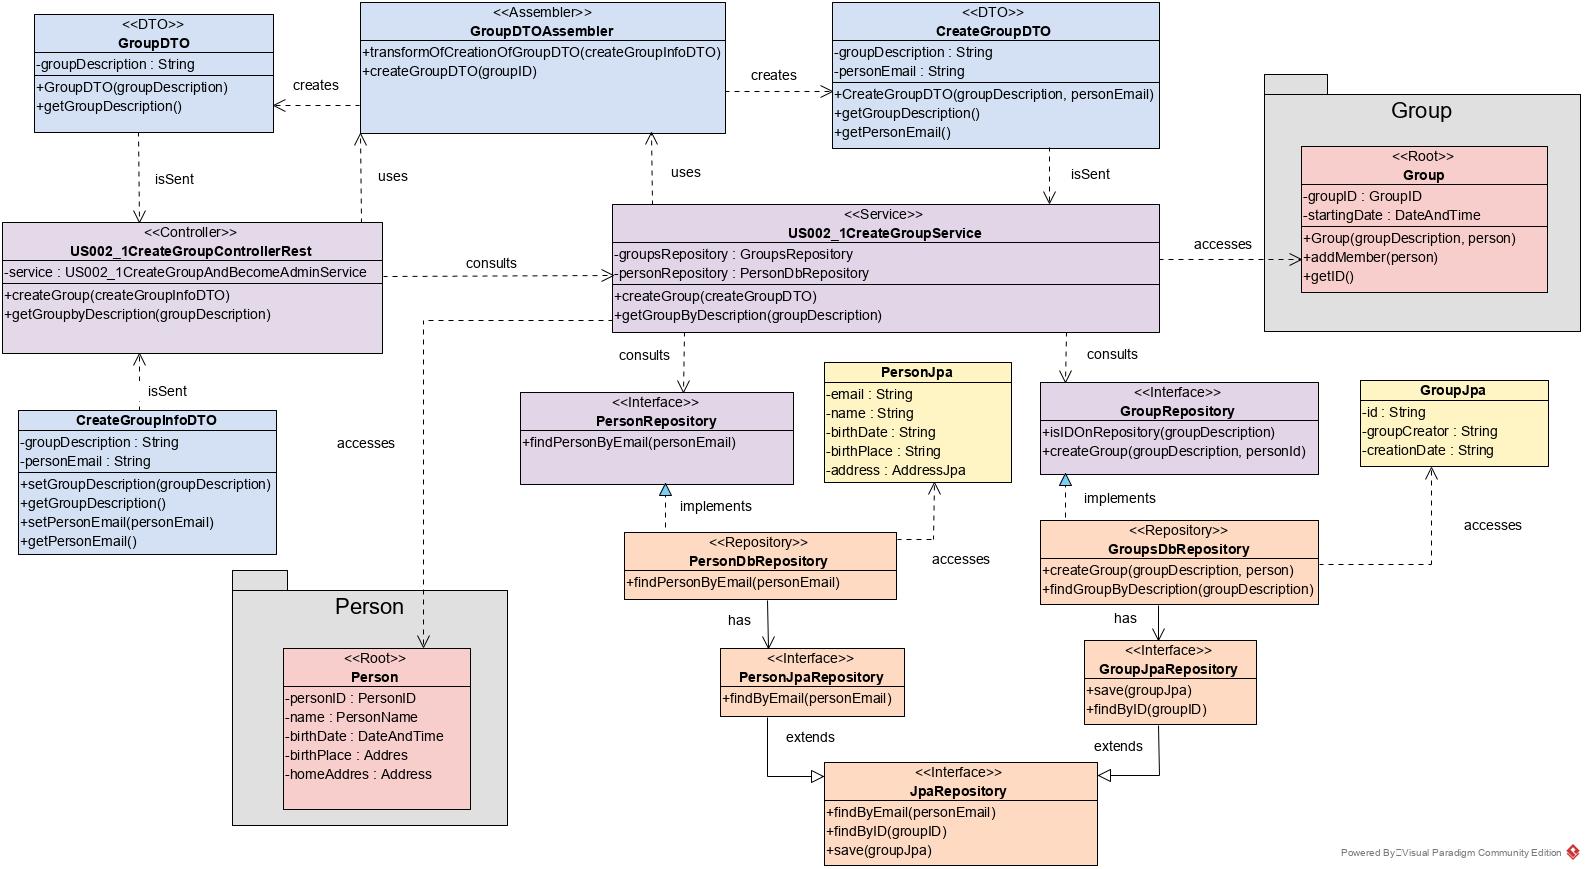 <<DTO>>
GroupDTO
-groupDescription : String
+GroupDTO(groupDescription)
+getGroupDescription()
creates
<<Assembler>>
GroupDTOAssembler
+transformOfCreationOfGroupDTO(createGroupInfoDTO)
+createGroupDTO(groupID)
creates
<<DTO>>
CreateGroupDTO
-groupDescription : String
-personEmail : String
+CreateGroupDTO(groupDescription, personEmail)
+getGroupDescription()
+getPersonEmail()
isSent
uses
uses
isSent
Group
<<Root>>
Group
-groupID : GroupID
-startingDate : DateAndTime
+Group(groupDescription, person)
+addMember(person)
+getID()
<<Controller>>
US002_1CreateGroupControllerRest
-service : US002_1CreateGroupAndBecomeAdminService
+createGroup(createGroupInfoDTO)
+getGroupbyDescription(groupDescription)
consults
<<Service>>
US002_1CreateGroupService
-groupsRepository : GroupsRepository
-personRepository : PersonDbRepository
+createGroup(createGroupDTO)
+getGroupByDescription(groupDescription)
accesses
isSent
consults
consults
CreateGroupInfoDTO
-groupDescription : String
-personEmail : String
+setGroupDescription(groupDescription)
+getGroupDescription()
+setPersonEmail(personEmail)
+getPersonEmail()
accesses
<<Interface>>
PersonRepository
+findPersonByEmail(personEmail)
PersonJpa
-email : String
-name : String
-birthDate : String
-birthPlace : String
-address : AddressJpa
<<Interface>>
GroupRepository
+isIDOnRepository(groupDescription)
+createGroup(groupDescription, personId)
GroupJpa
-id : String
-groupCreator : String
-creationDate : String
implements
implements
accesses
<<Repository>>
PersonDbRepository
+findPersonByEmail(personEmail)
accesses
<<Repository>>
GroupsDbRepository
+createGroup(groupDescription, person)
+findGroupByDescription(groupDescription)
Person
<<Root>>
Person
-personID : PersonID
-name : PersonName
-birthDate : DateAndTime
-birthPlace : Addres
-homeAddres : Address
has
has
<<Interface>>
PersonJpaRepository
+findByEmail(personEmail)
<<Interface>>
GroupJpaRepository
+save(groupJpa)
+findByID(groupID)
extends
extends
<<Interface>>
JpaRepository
+findByEmail(personEmail)
+findByID(groupID)
+save(groupJpa)
Powered By Visual Paradigm Community Edition